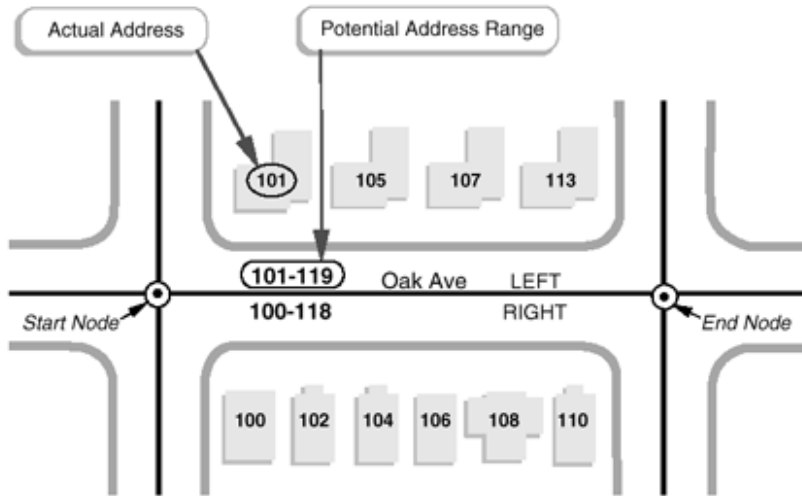 Actual Address
Potential Address Range
101
105
107
113
101-119
Oak Ave
LEFT
Start Node
100-118
RIGHT
End Node
100
102
104
106
108
110